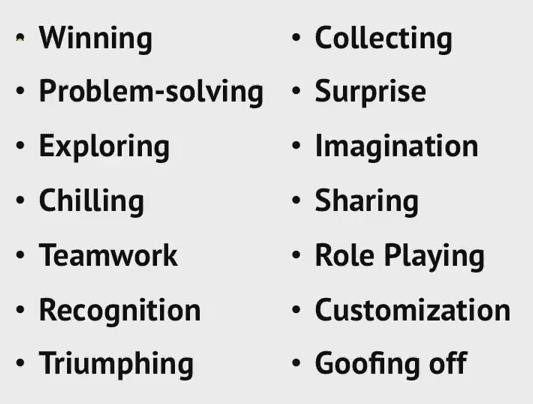 • Winning
• Problem-solving
• Exploring
• Chilling
• Teamwork
• Recognition
• Triumphing
• Collecting
• Surprise
• Imagination
• Sharing
• Role Playing
• Customization
• Goofing off